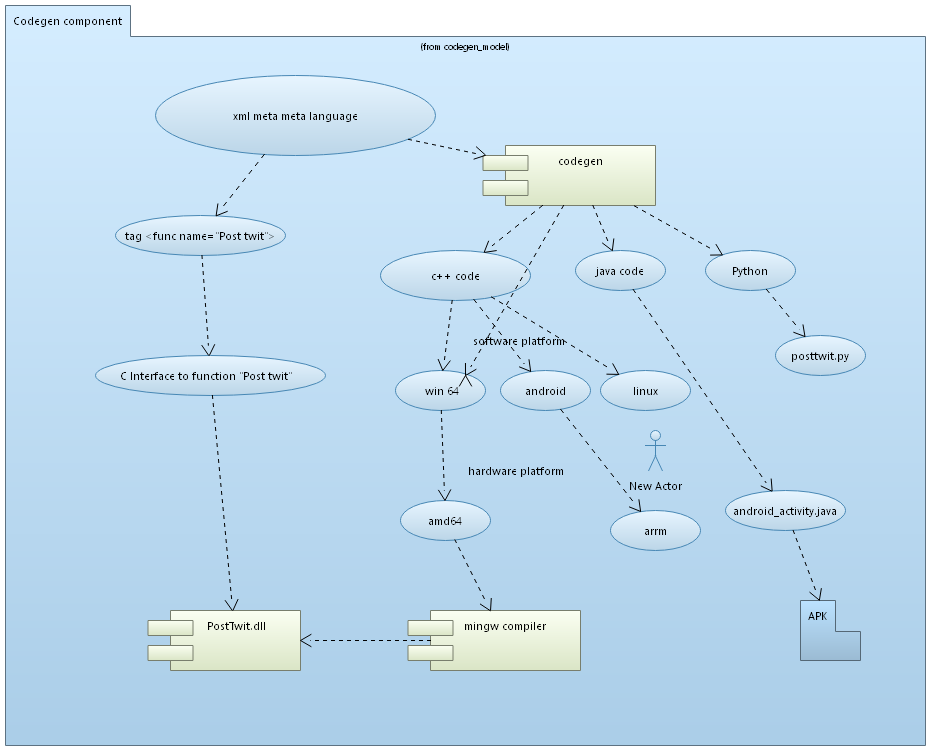 Codegen component
(from codegen_model)
xml meta meta language
codegen
tag <func name="Post twit">
c++ code
java code
Python
software platform
posttwit.py
C Interface to function "Post twit"
win 64
android
linux
hardware platform
New Actor
amd64
arrm
android_activity.java
PostTwit.dll
mingw compiler
APK